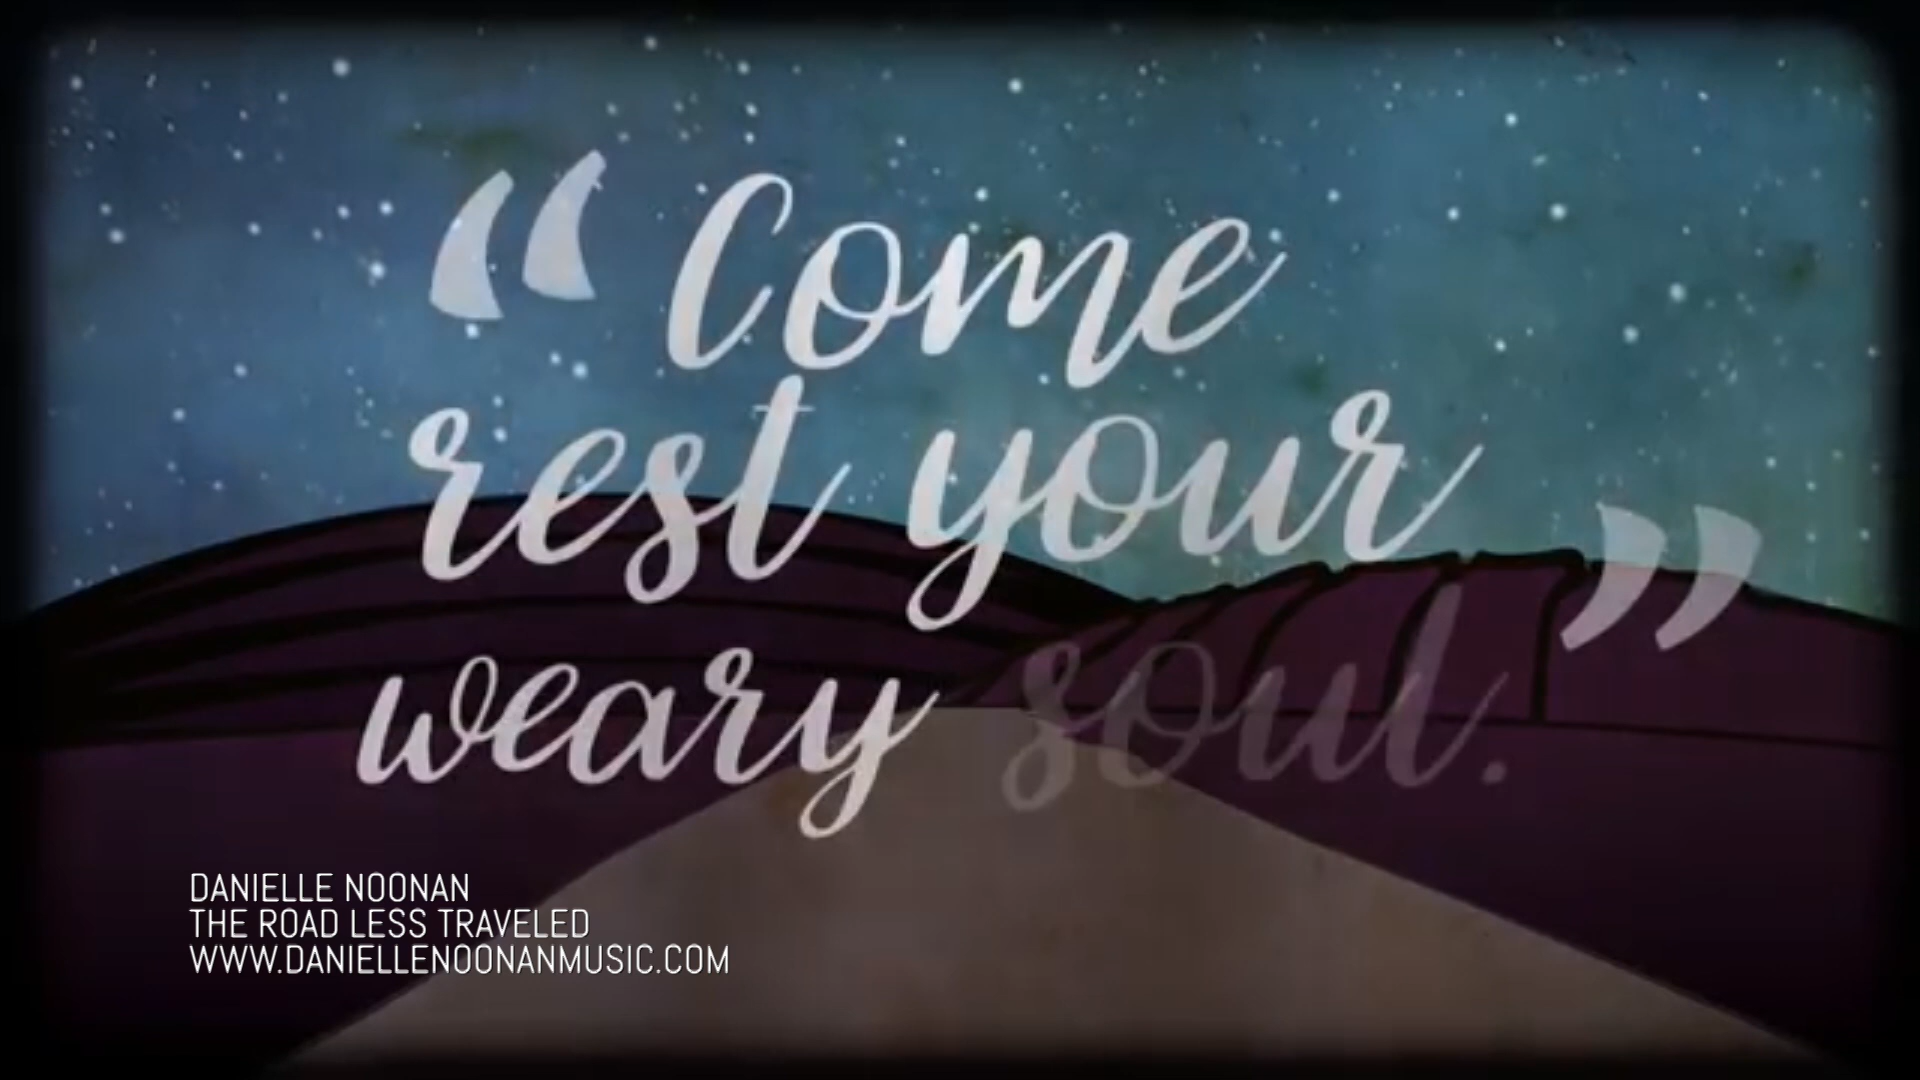 “Come
rest your
weary soul.”
DANIELLE NOONAN
THE ROAD LESS TRAVELED
WWW.DANIELLENOONANMUSIC.COM